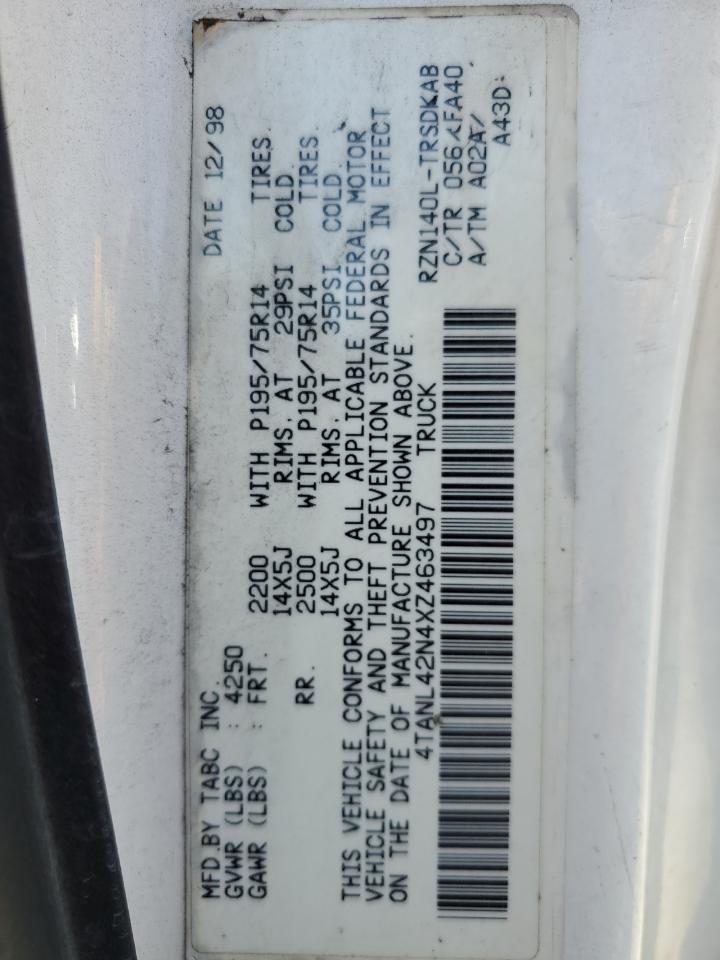 MFD.BY TABC INC. DATE 12/98
GVWR (LBS) : 4250
GAWR (LBS) : FRT. 2200 WITH P195/75R14 TIRES.
14X5J RIMS. AT 29PSI COLD.
RR. 2500 WITH P195/75R14 TIRES.
14X5J RIMS. AT 35PSI COLD.
THIS VEHICLE CONFORMS TO ALL APPLICABLE FEDERAL MOTOR
VEHICLE SAFETY AND THEFT PREVENTION STANDARDS IN EFFECT
ON THE DATE OF MANUFACTURE SHOWN ABOVE.
4TANL42N4XZ463497 TRUCK
RZN140L-TRSDKAB
C/TR 056 FA40
A/TM A02A/
A43D